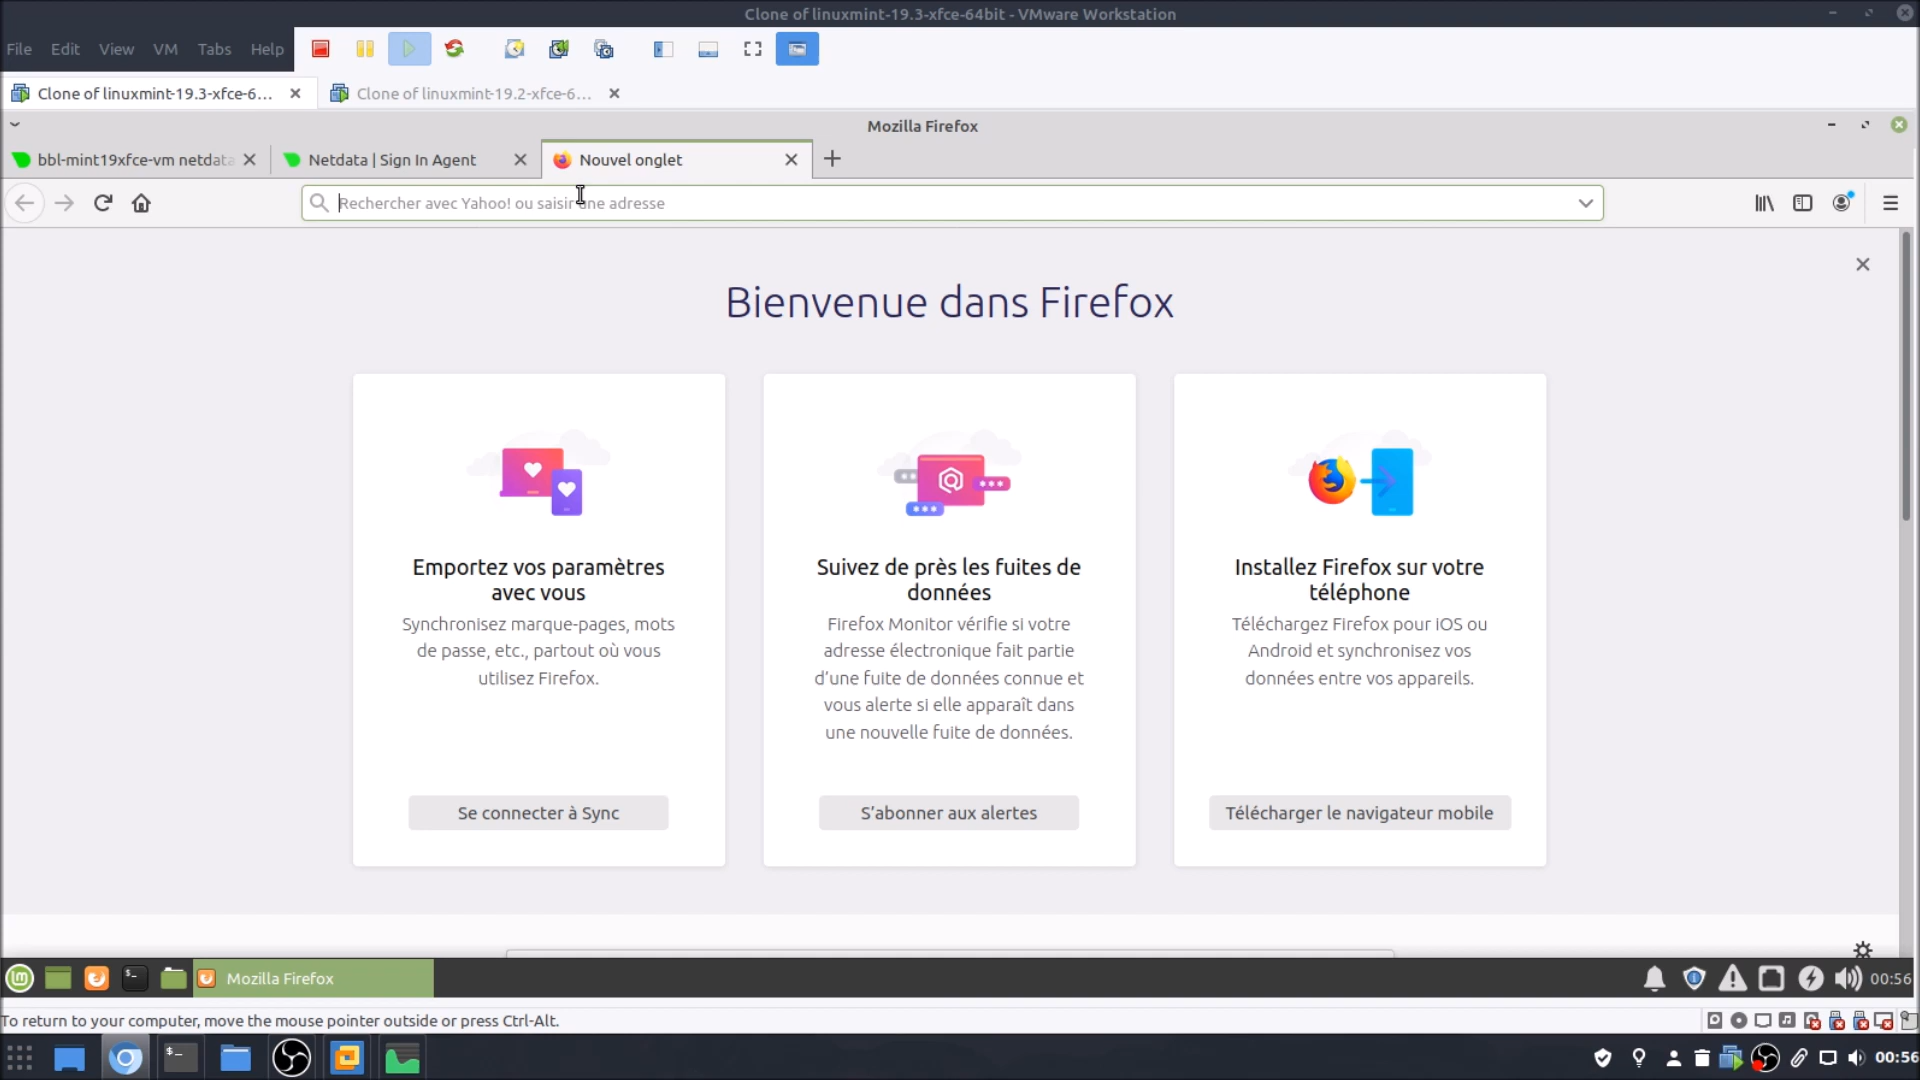 Clone of linuxmint-19.3-xfce-64bit - VMware Workstation
File Edit View VM Tabs Help
Clone of linuxmint-19.3-xfce-6... Clone of linuxmint-19.2-xfce-6...
Mozilla Firefox
bbl-mint19xfce-vm netdata Netdata | Sign In Agent Nouvel onglet
Rechercher avec Yahoo! ou saisir une adresse
Bienvenue dans Firefox
Emportez vos paramètres
avec vous
Synchronisez marque-pages, mots
de passe, etc., partout où vous
utilisez Firefox.
Se connecter à Sync
Suivez de près les fuites de
données
Firefox Monitor vérifie si votre
adresse électronique fait partie
d'une fuite de données connue et
vous alerte si elle apparaît dans
une nouvelle fuite de données.
S'abonner aux alertes
Installez Firefox sur votre
téléphone
Téléchargez Firefox pour iOS ou
Android et synchronisez vos
données entre vos appareils.
Télécharger le navigateur mobile
Mozilla Firefox 00:56
To return to your computer, move the mouse pointer outside or press Ctrl-Alt.
00:56